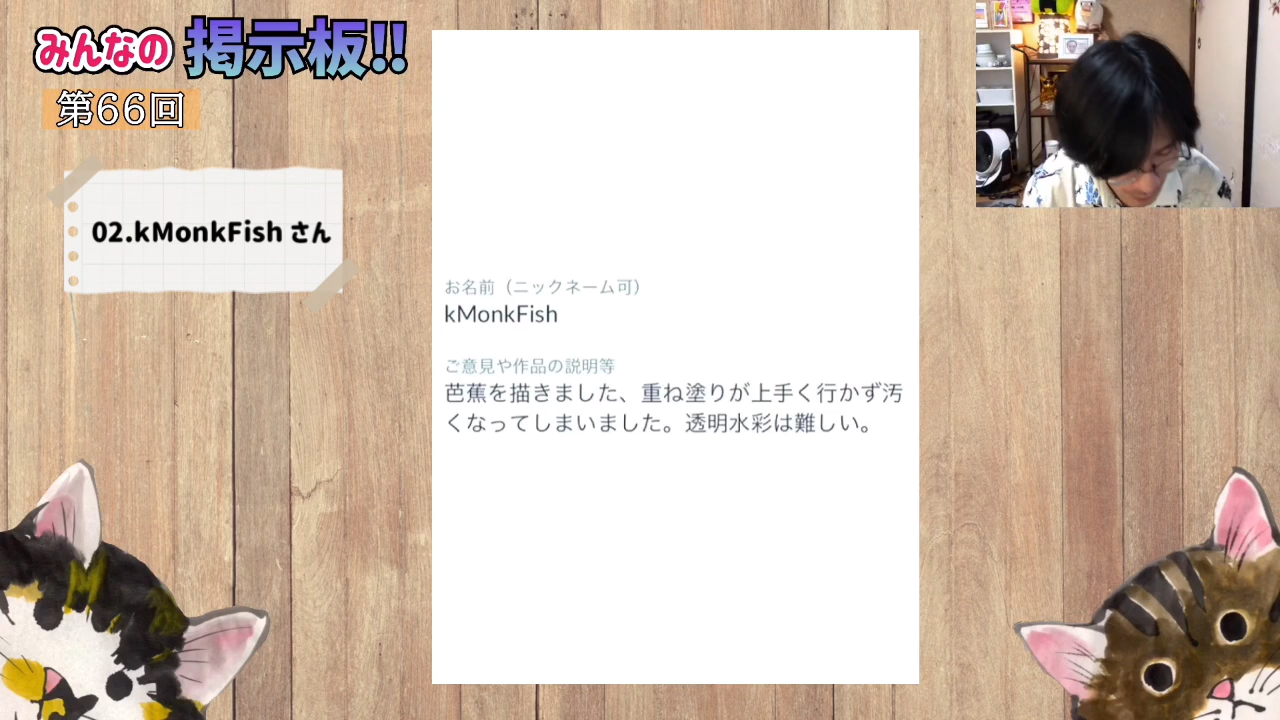 みんなの 掲示板!!
第66回
02.kMonkFish さん
お名前（ニックネーム可）
kMonkFish
ご意見や作品の説明等
芭蕉を描きました、重ね塗りが上手く行かず汚
くなってしまいました。透明水彩は難しい。